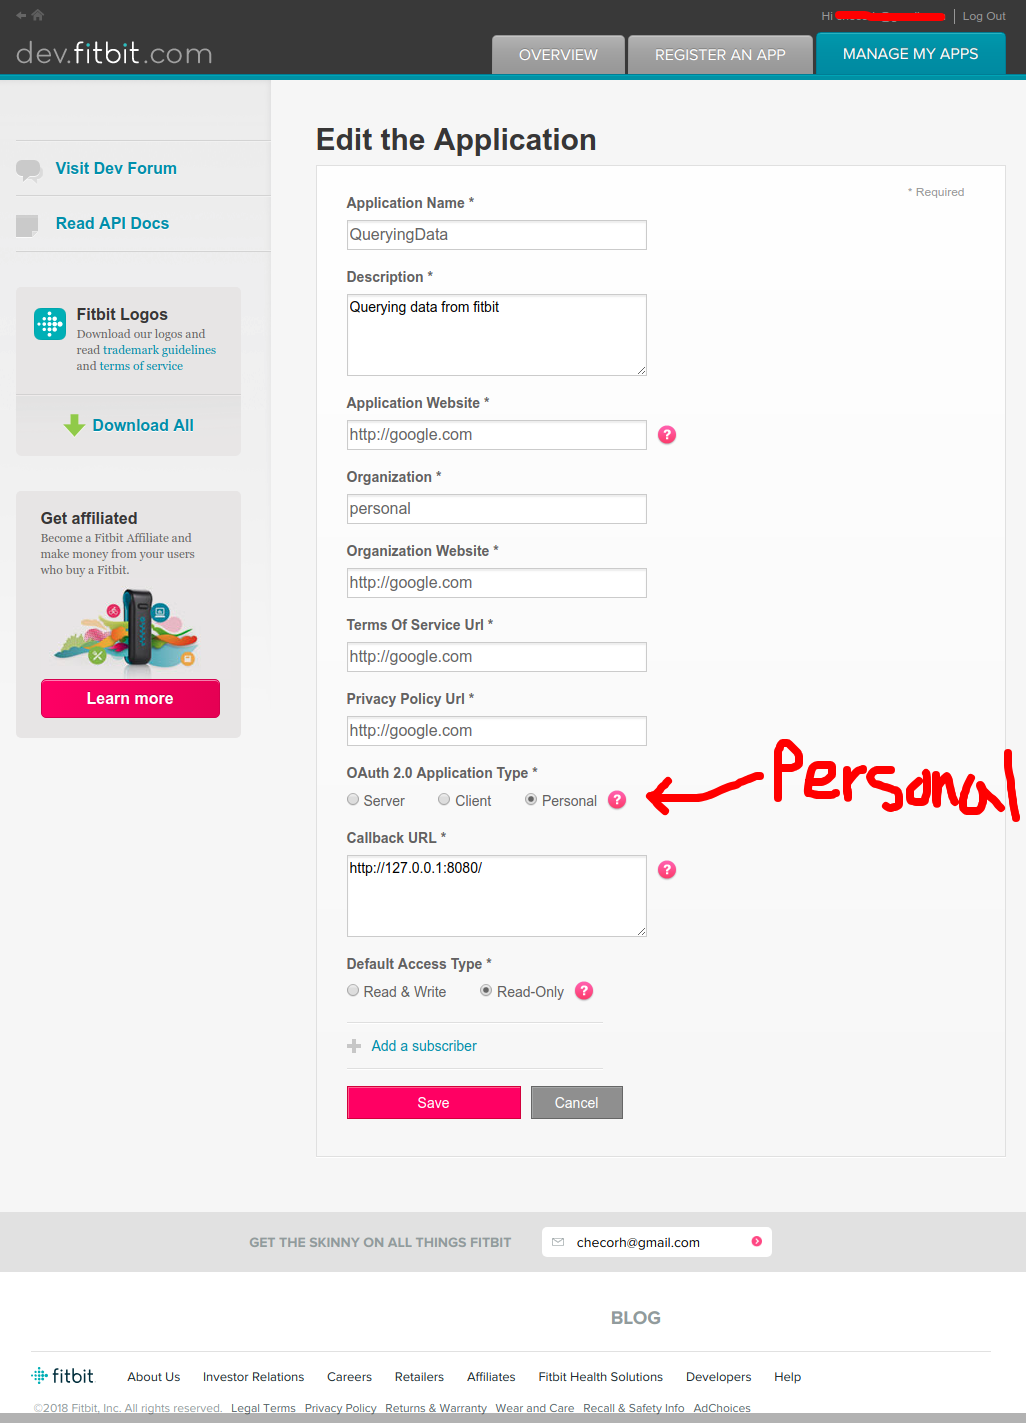 Hi
Log Out
dev.fitbit.com
OVERVIEW
REGISTER AN APP
MANAGE MY APPS
Visit Dev Forum
Read API Docs
Fitbit Logos
Download our logos and
read trademark guidelines
and terms of service
Download All
Get affiliated
Become a Fitbit Affiliate and
make money from your users
who buy a Fitbit.
Learn more
Edit the Application
* Required
Application Name *
QueryingData
Description *
Querying data from fitbit
Application Website *
http://google.com
?
Organization *
personal
Organization Website *
http://google.com
Terms Of Service Url *
http://google.com
Privacy Policy Url *
http://google.com
OAuth 2.0 Application Type *
Server Client Personal ?
Personal
Callback URL *
http://127.0.0.1:8080/
?
Default Access Type *
Read & Write Read-Only ?
Add a subscriber
Save Cancel
GET THE SKINNY ON ALL THINGS FITBIT
checorh@gmail.com
BLOG
fitbit About Us Investor Relations Careers Retailers Affiliates Fitbit Health Solutions Developers Help
©2018 Fitbit, Inc. All rights reserved. Legal Terms Privacy Policy Returns & Warranty Wear and Care Recall & Safety Info AdChoices